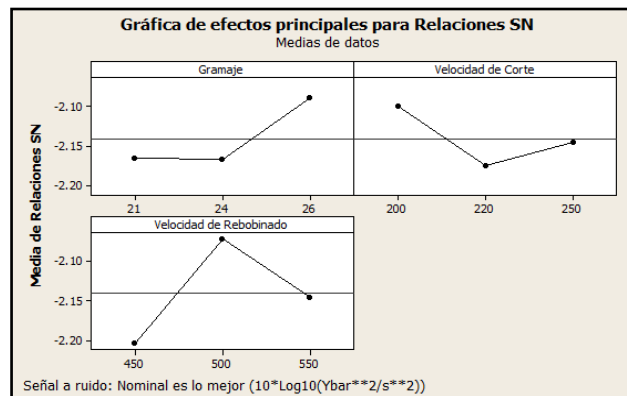 Gráfica de efectos principales para Relaciones SN
Medias de datos
Gramaje
Velocidad de Corte
Media de Relaciones SN
-2.10
-2.15
-2.20
21 24 26
200 220 250
Velocidad de Rebobinado
-2.10
-2.15
-2.20
450 500 550
Señal a ruido: Nominal es lo mejor (10*Log10(Ybar**2/s**2))